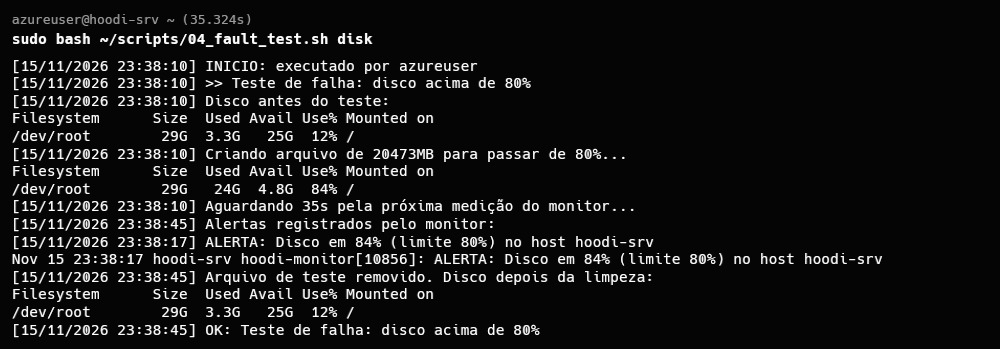 azureuser@hoodi-srv ~ (35.324s)
sudo bash ~/scripts/04_fault_test.sh disk
[15/11/2026 23:38:10] INICIO: executado por azureuser
[15/11/2026 23:38:10] >> Teste de falha: disco acima de 80%
[15/11/2026 23:38:10] Disco antes do teste:
Filesystem      Size  Used Avail Use% Mounted on
/dev/root        29G  3.3G   25G  12% /
[15/11/2026 23:38:10] Criando arquivo de 20473MB para passar de 80%...
Filesystem      Size  Used Avail Use% Mounted on
/dev/root        29G   24G  4.8G  84% /
[15/11/2026 23:38:10] Aguardando 35s pela próxima medição do monitor...
[15/11/2026 23:38:45] Alertas registrados pelo monitor:
[15/11/2026 23:38:17] ALERTA: Disco em 84% (limite 80%) no host hoodi-srv
Nov 15 23:38:17 hoodi-srv hoodi-monitor[10856]: ALERTA: Disco em 84% (limite 80%) no host hoodi-srv
[15/11/2026 23:38:45] Arquivo de teste removido. Disco depois da limpeza:
Filesystem      Size  Used Avail Use% Mounted on
/dev/root        29G  3.3G   25G  12% /
[15/11/2026 23:38:45] OK: Teste de falha: disco acima de 80%